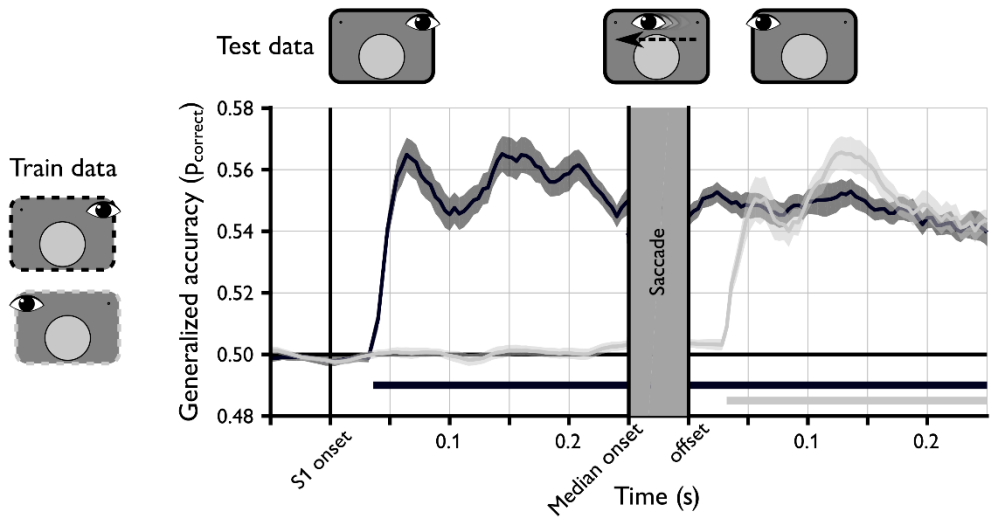 Test data
Train data
Generalized accuracy (pcorrect)
0.58
0.56
0.54
0.52
0.50
0.48
Saccade
S1 onset
0.1
0.2
Median onset
offset
0.1
0.2
Time (s)